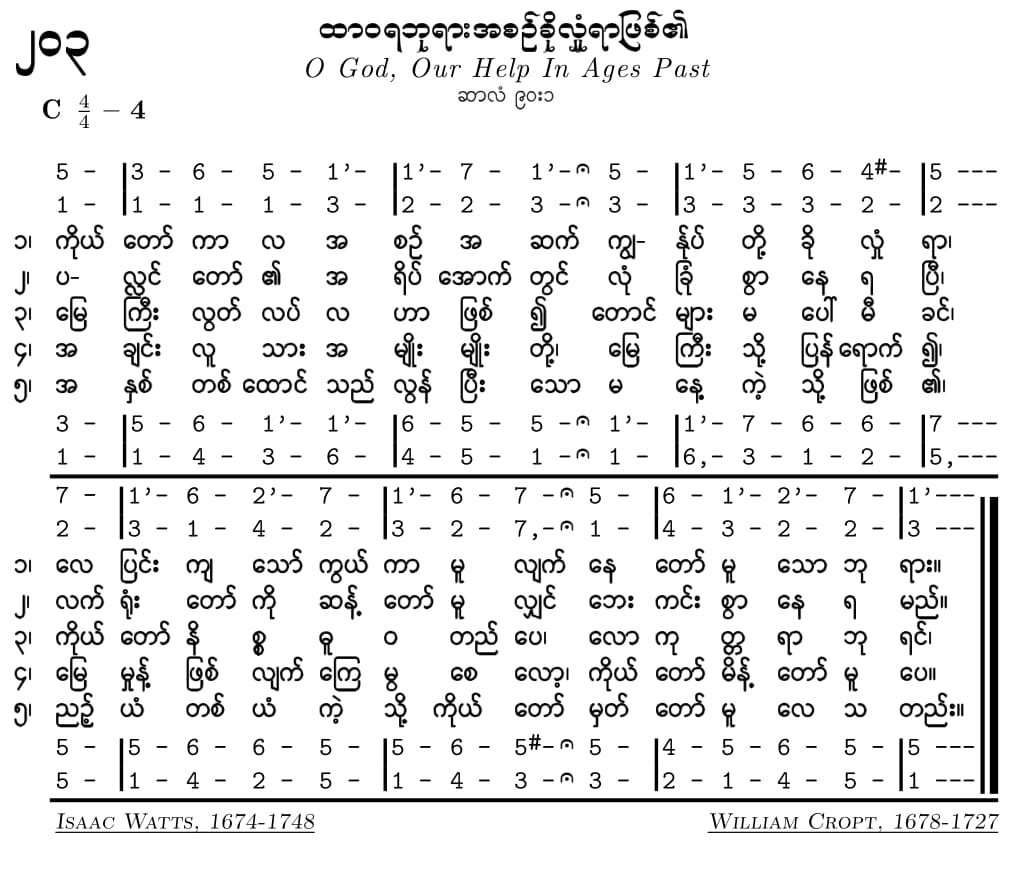 ၂၀၃
ထာဝရဘုရားအစဉ်ခိုလှုံရာဖြစ်၏
O God, Our Help In Ages Past
ဆာလံ ၉၀း၁
C 4/4 – 4
5 – |3 – 6 – 5 – 1’– |1’– 7 – 1’–𝄐 5 – |1’– 5 – 6 – 4#– |5 –––
1 – |1 – 1 – 1 – 3 – |2 – 2 – 3 –𝄐 3 – |3 – 3 – 3 – 2 – |2 –––
၁၊ ကိုယ် တော် ကာ လ အ စဉ် အ ဆက် ကျွ– န်ုပ် တို့ ခို လှုံ ရာ၊
၂၊ ပ– လ္လင် တော် ၏ အ ရိပ် အောက် တွင် လုံ ခြုံ စွာ နေ ရ ပြီ၊
၃၊ မြေ ကြီး လွတ် လပ် လ ဟာ ဖြစ် ၍ တောင် များ မ ပေါ် မီ ခင်၊
၄၊ အ ချင်း လူ သား အ မျိုး မျိုး တို့၊ မြေ ကြီး သို့ ပြန် ရောက် ၍၊
၅၊ အ နှစ် တစ် ထောင် သည် လွန် ပြီး သော မ နေ့ ကဲ့ သို့ ဖြစ် ၏၊
3 – |5 – 6 – 1’– 1’– |6 – 5 – 5 –𝄐 1’– |1’– 7 – 6 – 6 – |7 –––
1 – |1 – 4 – 3 – 6 – |4 – 5 – 1 –𝄐 1 – |6,– 3 – 1 – 2 – |5,–––
7 – |1’– 6 – 2’– 7 – |1’– 6 – 7 –𝄐 5 – |6 – 1’– 2’– 7 – |1’–––
2 – |3 – 1 – 4 – 2 – |3 – 2 – 7,–𝄐 1 – |4 – 3 – 2 – 2 – |3 –––
၁၊ လေ ပြင်း ကျ သော် ကွယ် ကာ မူ လျက် နေ တော် မူ သော ဘု ရား။
၂၊ လက် ရုံး တော် ကို ဆန့် တော် မူ လျှင် ဘေး ကင်း စွာ နေ ရ မည်။
၃၊ ကိုယ် တော် နိ စ္စ ဓူ ဝ တည် ပေ၊ လော ကု တ္တ ရာ ဘု ရင်၊
၄၊ မြေ မှုန့် ဖြစ် လျက် ကြေ မွ စေ လော့၊ ကိုယ် တော် မိန့် တော် မူ ပေ။
၅၊ ညဉ့် ယံ တစ် ယံ ကဲ့ သို့ ကိုယ် တော် မှတ် တော် မူ လေ သ တည်း။
5 – |5 – 6 – 6 – 5 – |5 – 6 – 5#–𝄐 5 – |4 – 5 – 6 – 5 – |5 –––
5 – |1 – 4 – 2 – 5 – |1 – 4 – 3 –𝄐 3 – |2 – 1 – 4 – 5 – |1 –––
Isaac Watts, 1674-1748
William Cropt, 1678-1727